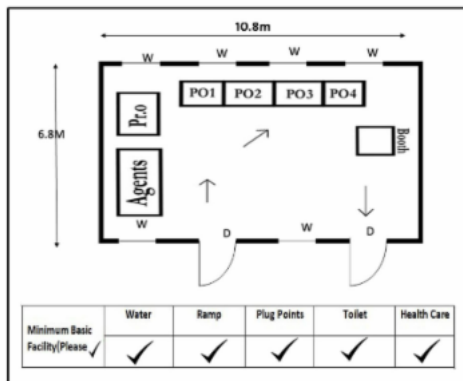 10.8m
W W W W
PO1 PO2 PO3 PO4
Pr.o
6.8M
Booth
Agents
W D W D
Water Ramp Plug Points Toilet Health Care
Minimum Basic
Facility(Please ✓ ✓ ✓ ✓ ✓ ✓